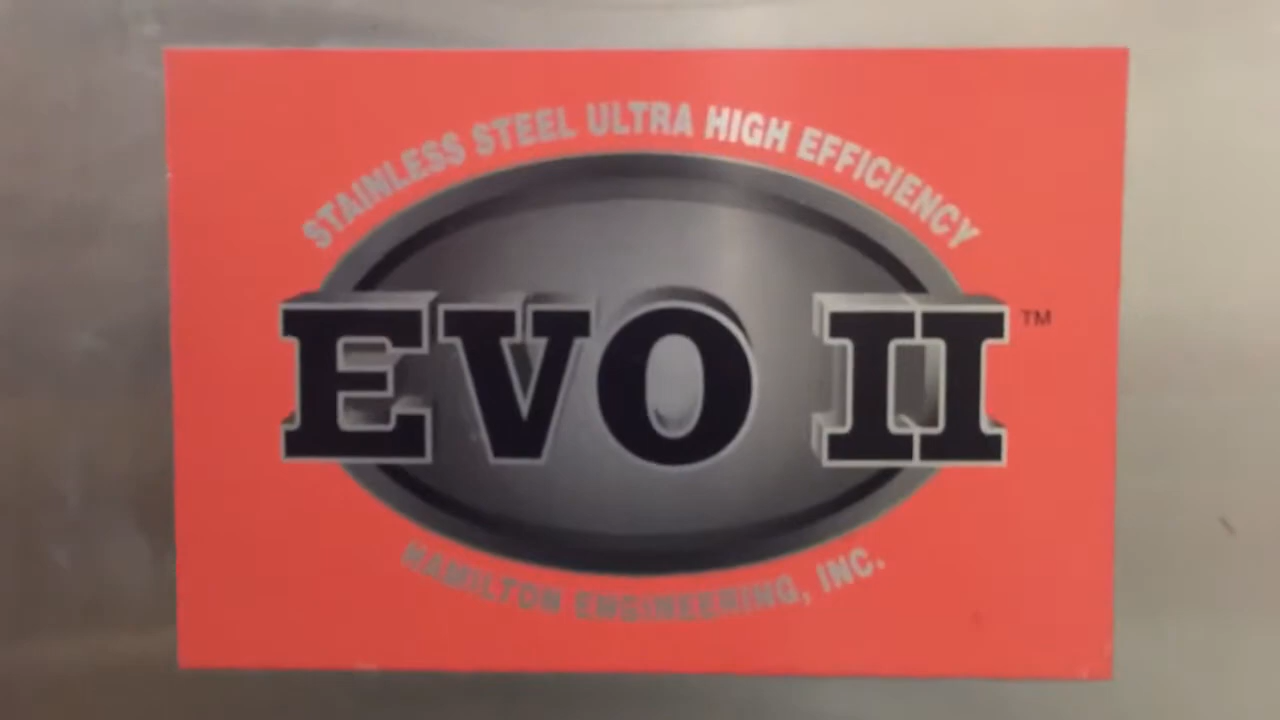 STAINLESS STEEL ULTRA HIGH EFFICIENCY
EVO II™
HAMILTON ENGINEERING, INC.